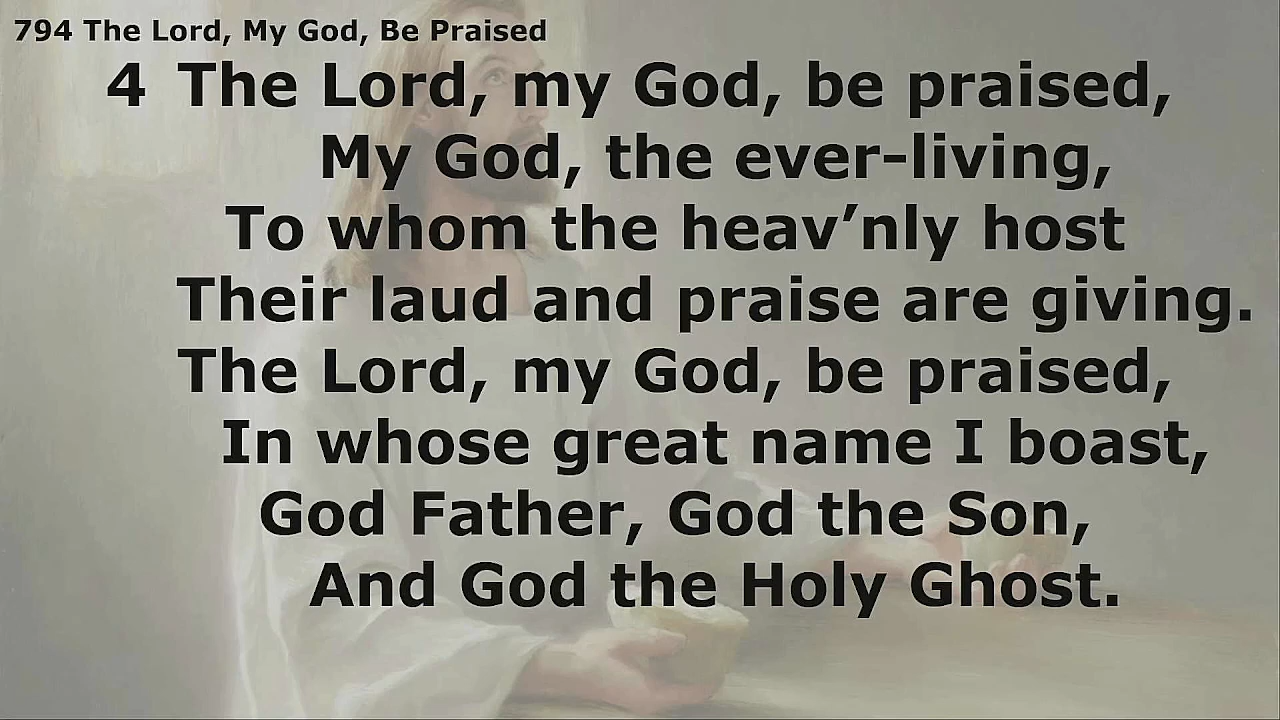 794 The Lord, My God, Be Praised
4 The Lord, my God, be praised,
My God, the ever-living,
To whom the heav’nly host
Their laud and praise are giving.
The Lord, my God, be praised,
In whose great name I boast,
God Father, God the Son,
And God the Holy Ghost.